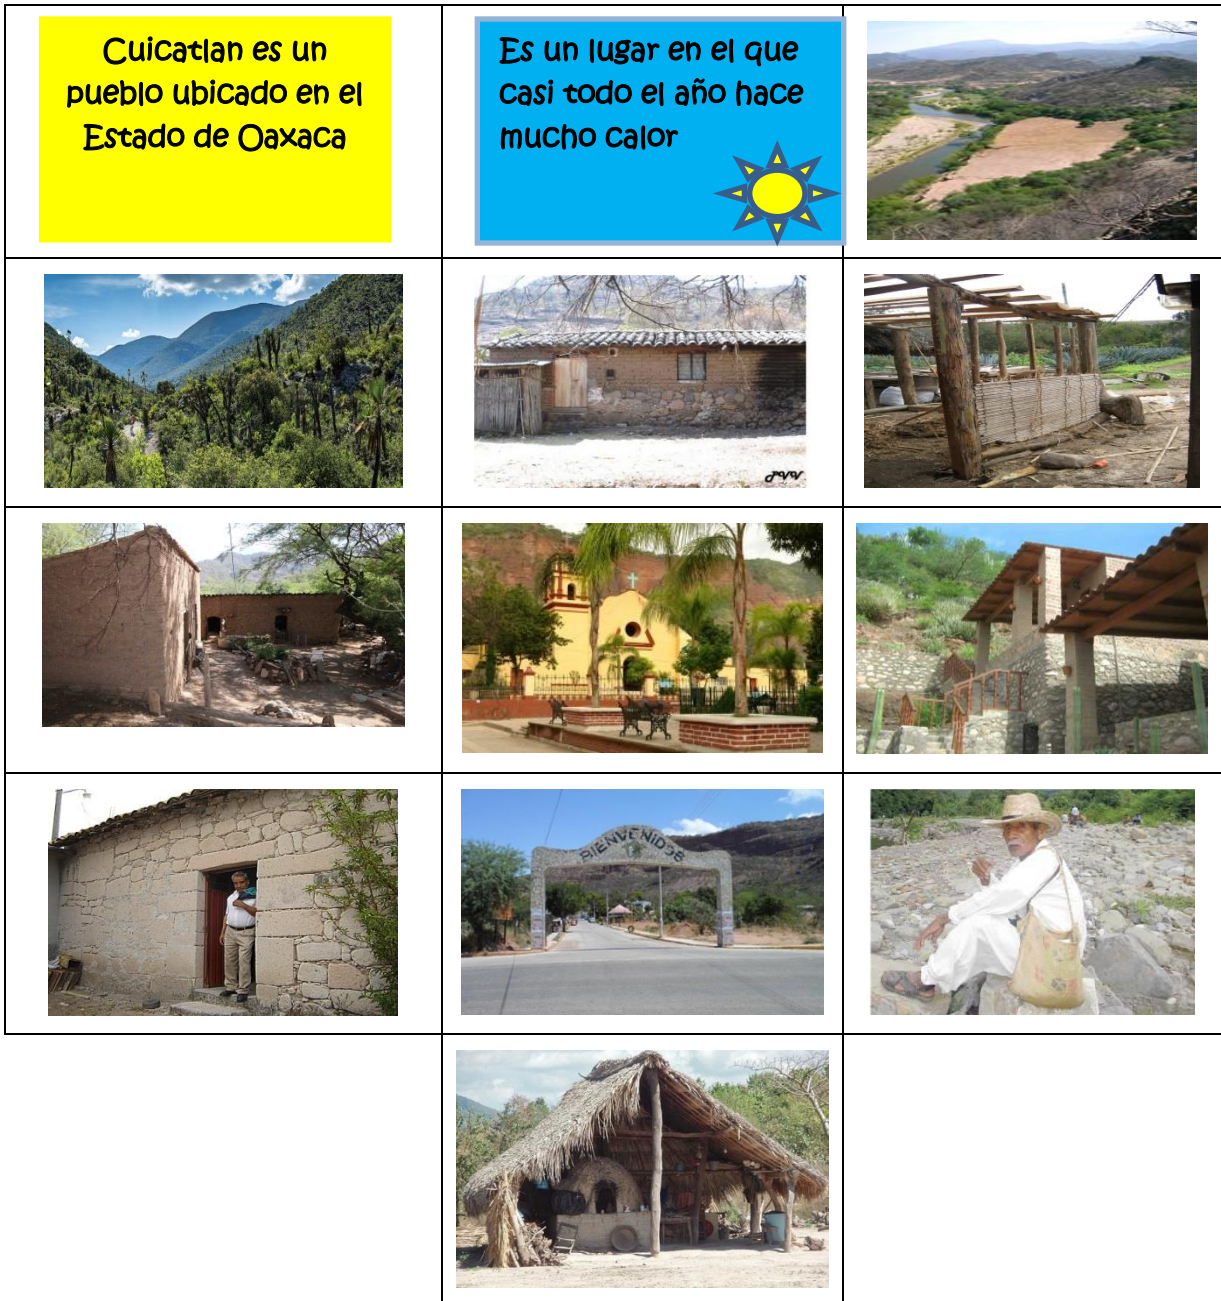 Cuicatlan es un
pueblo ubicado en el
Estado de Oaxaca
Es un lugar en el que
casi todo el año hace
mucho calor
JVV
BIENVENIDOS